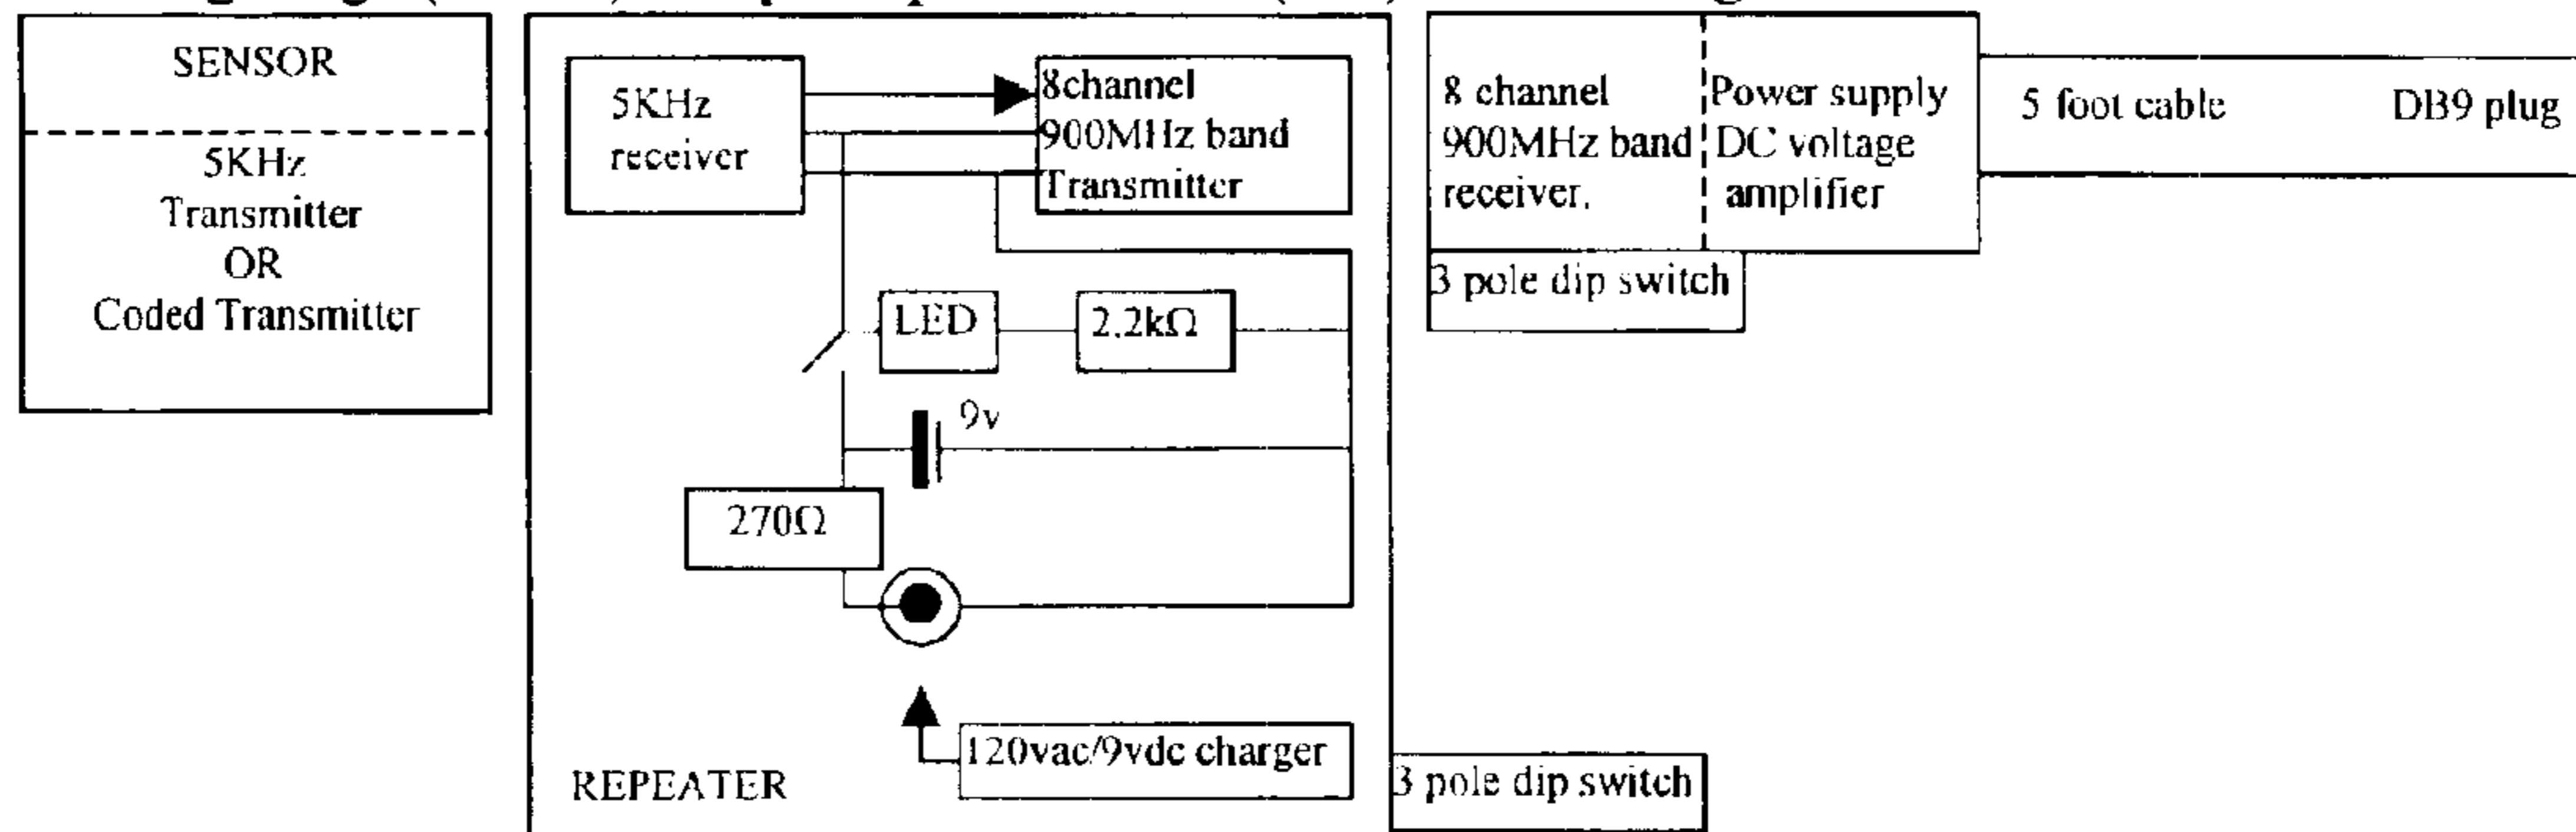 SENSOR
5KHz
Transmitter
OR
Coded Transmitter
5KHz
receiver
8channel
900MHz band
Transmitter
LED
2.2kΩ
9v
270Ω
120vac/9vdc charger
REPEATER
3 pole dip switch
8 channel
900MHz band
receiver.
Power supply
DC voltage
amplifier
3 pole dip switch
5 foot cable
DB9 plug